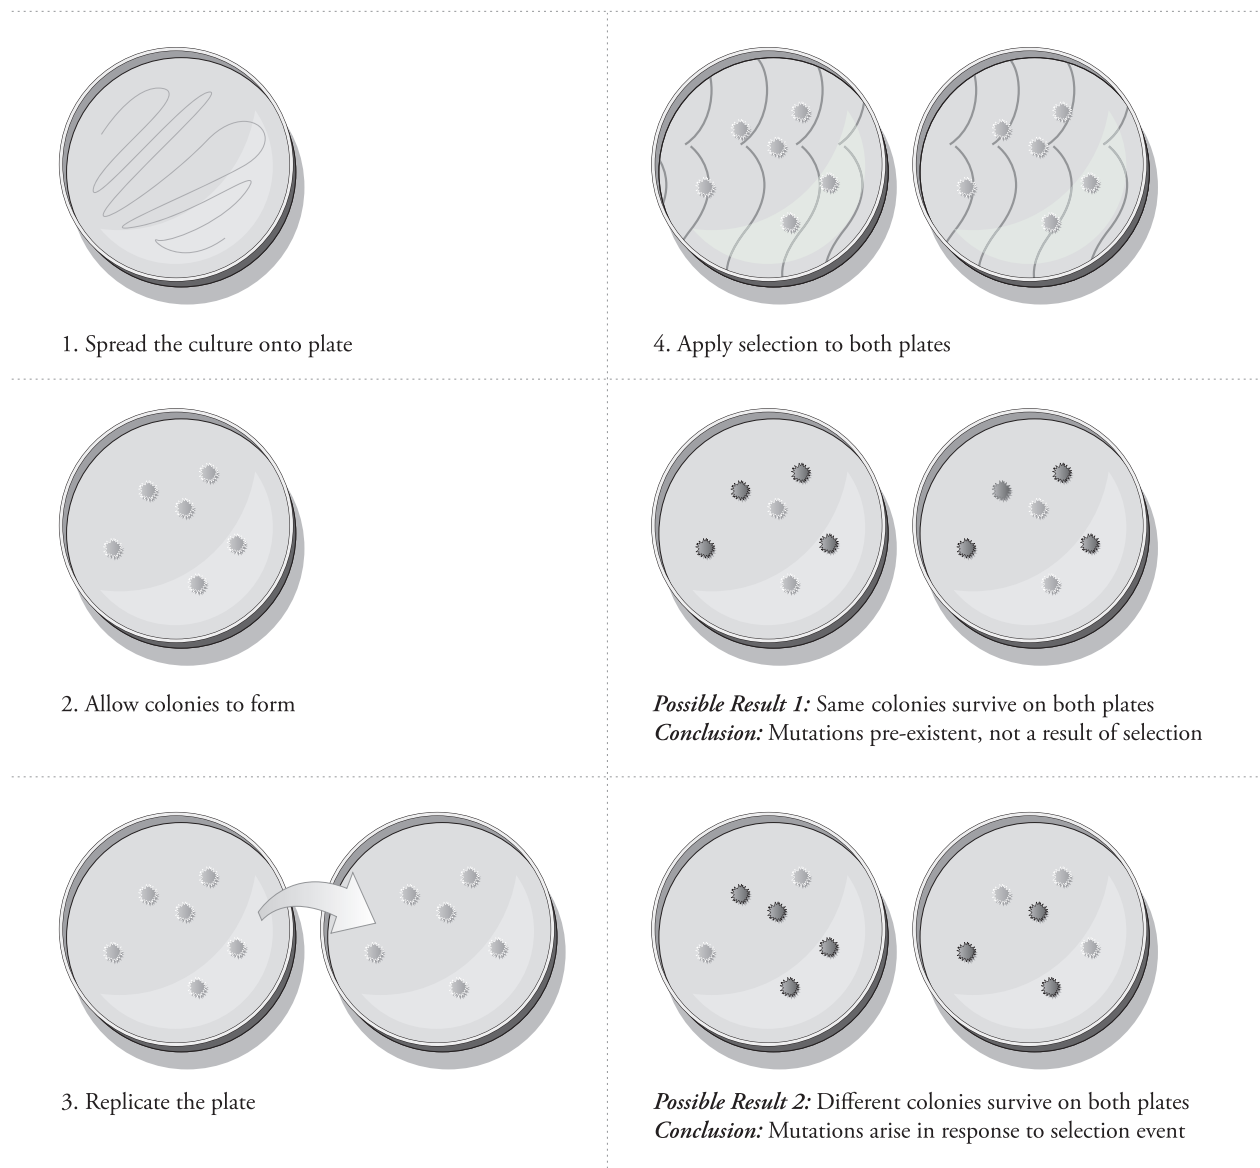 1. Spread the culture onto plate
2. Allow colonies to form
3. Replicate the plate
4. Apply selection to both plates
Possible Result 1: Same colonies survive on both plates
Conclusion: Mutations pre-existent, not a result of selection
Possible Result 2: Different colonies survive on both plates
Conclusion: Mutations arise in response to selection event